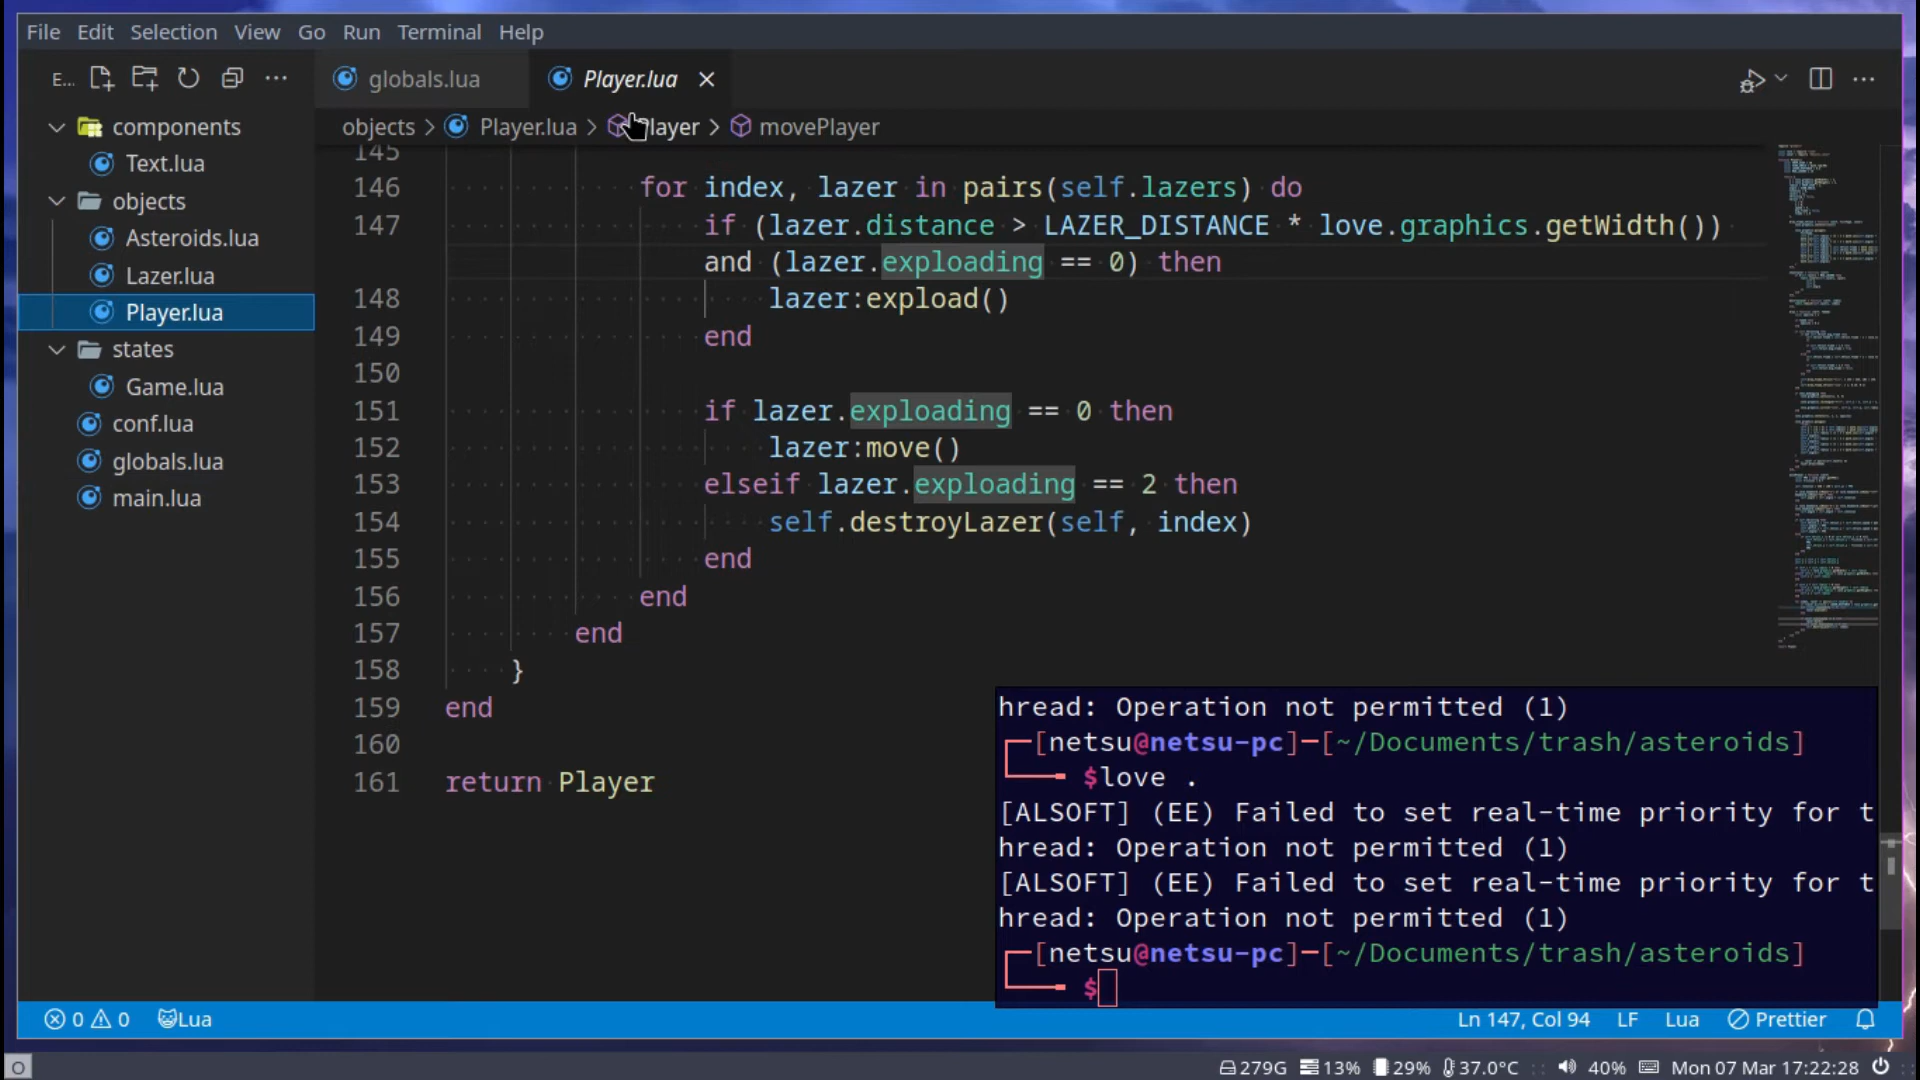 File Edit Selection View Go Run Terminal Help
E... globals.lua Player.lua
components
Text.lua
objects
Asteroids.lua
Lazer.lua
Player.lua
states
Game.lua
conf.lua
globals.lua
main.lua
objects > Player.lua > Player > movePlayer
145
146 for index, lazer in pairs(self.lazers) do
147 if (lazer.distance > LAZER_DISTANCE * love.graphics.getWidth())
and (lazer.exploading == 0) then
148 lazer:expload()
149 end
150
151 if lazer.exploading == 0 then
152 lazer:move()
153 elseif lazer.exploading == 2 then
154 self.destroyLazer(self, index)
155 end
156 end
157 end
158 }
159 end
160
161 return Player
hread: Operation not permitted (1)
[netsu@netsu-pc]-[~/Documents/trash/asteroids]
$love .
[ALSOFT] (EE) Failed to set real-time priority for t
hread: Operation not permitted (1)
[ALSOFT] (EE) Failed to set real-time priority for t
hread: Operation not permitted (1)
[netsu@netsu-pc]-[~/Documents/trash/asteroids]
$
0 0 Lua Ln 147, Col 94 LF Lua Prettier
279G 13% 29% 37.0°C 40% Mon 07 Mar 17:22:28